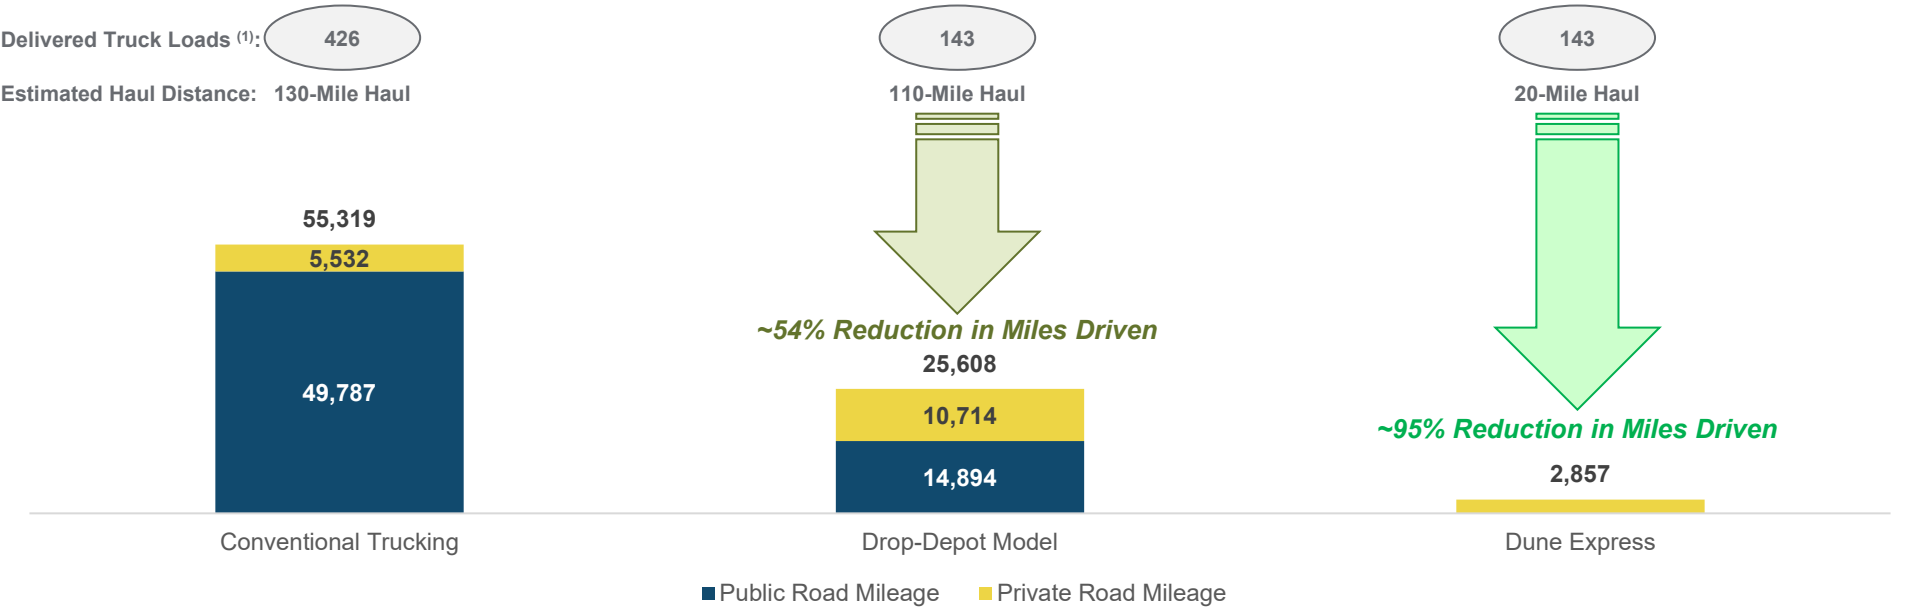 Delivered Truck Loads (1): 426 143 143
Estimated Haul Distance: 130-Mile Haul 110-Mile Haul 20-Mile Haul
55,319
5,532
49,787
~54% Reduction in Miles Driven
25,608
10,714
14,894
~95% Reduction in Miles Driven
2,857
Conventional Trucking Drop-Depot Model Dune Express
Public Road Mileage Private Road Mileage